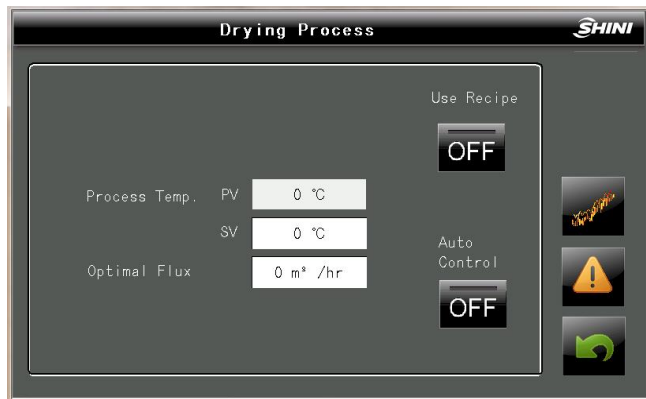 Drying Process
SHINI
Use Recipe
OFF
Process Temp. PV 0 °C
SV 0 °C
Auto
Control
Optimal Flux 0 m³ /hr
OFF